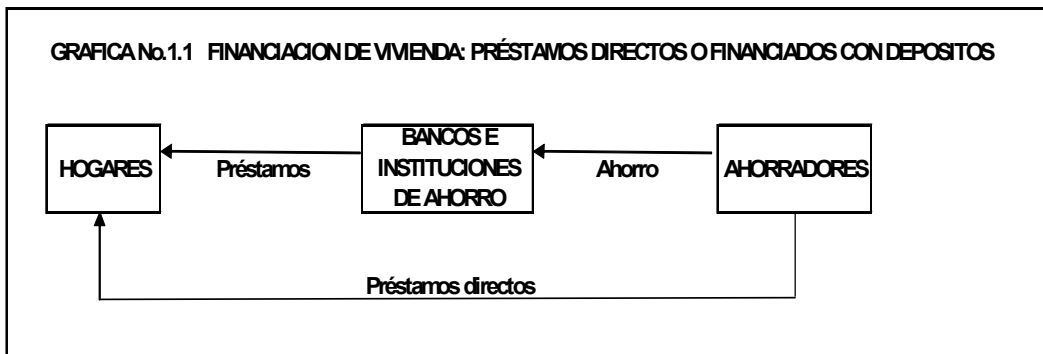 GRAFICA No.1.1 FINANCIACION DE VIVIENDA: PRÉSTAMOS DIRECTOS O FINANCIADOS CON DEPOSITOS
HOGARES
Préstamos
BANCOS E
INSTITUCIONES
DE AHORRO
Ahorro
AHORRADORES
Préstamos directos